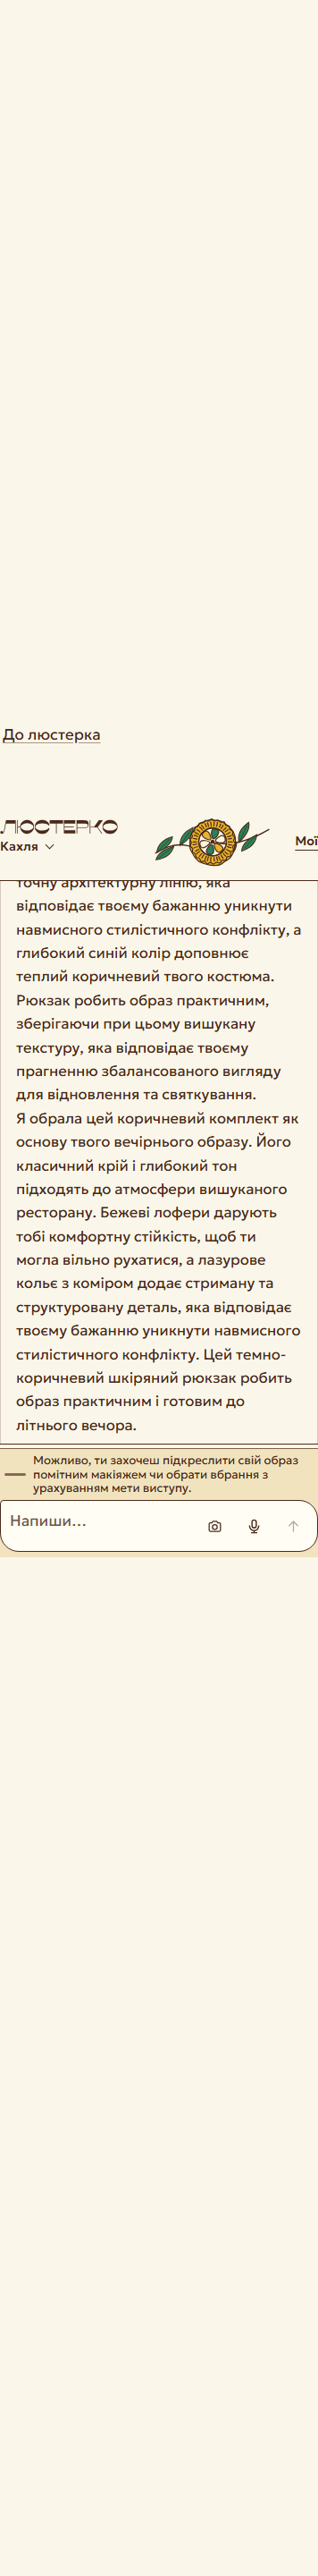 До люстерка
ЛЮСТЕРКО
Кахля
Мої
точну архітектурну лінію, яка
відповідає твоєму бажанню уникнути
навмисного стилістичного конфлікту, а
глибокий синій колір доповнює
теплий коричневий твого костюма.
Рюкзак робить образ практичним,
зберігаючи при цьому вишукану
текстуру, яка відповідає твоєму
прагненню збалансованого вигляду
для відновлення та святкування.
Я обрала цей коричневий комплект як
основу твого вечірнього образу. Його
класичний крій і глибокий тон
підходять до атмосфери вишуканого
ресторану. Бежеві лофери дарують
тобі комфортну стійкість, щоб ти
могла вільно рухатися, а лазурове
кольє з коміром додає стриману та
структуровану деталь, яка відповідає
твоєму бажанню уникнути навмисного
стилістичного конфлікту. Цей темно-
коричневий шкіряний рюкзак робить
образ практичним і готовим до
літнього вечора.
Можливо, ти захочеш підкреслити свій образ
помітним макіяжем чи обрати вбрання з
урахуванням мети виступу.
Напиши...